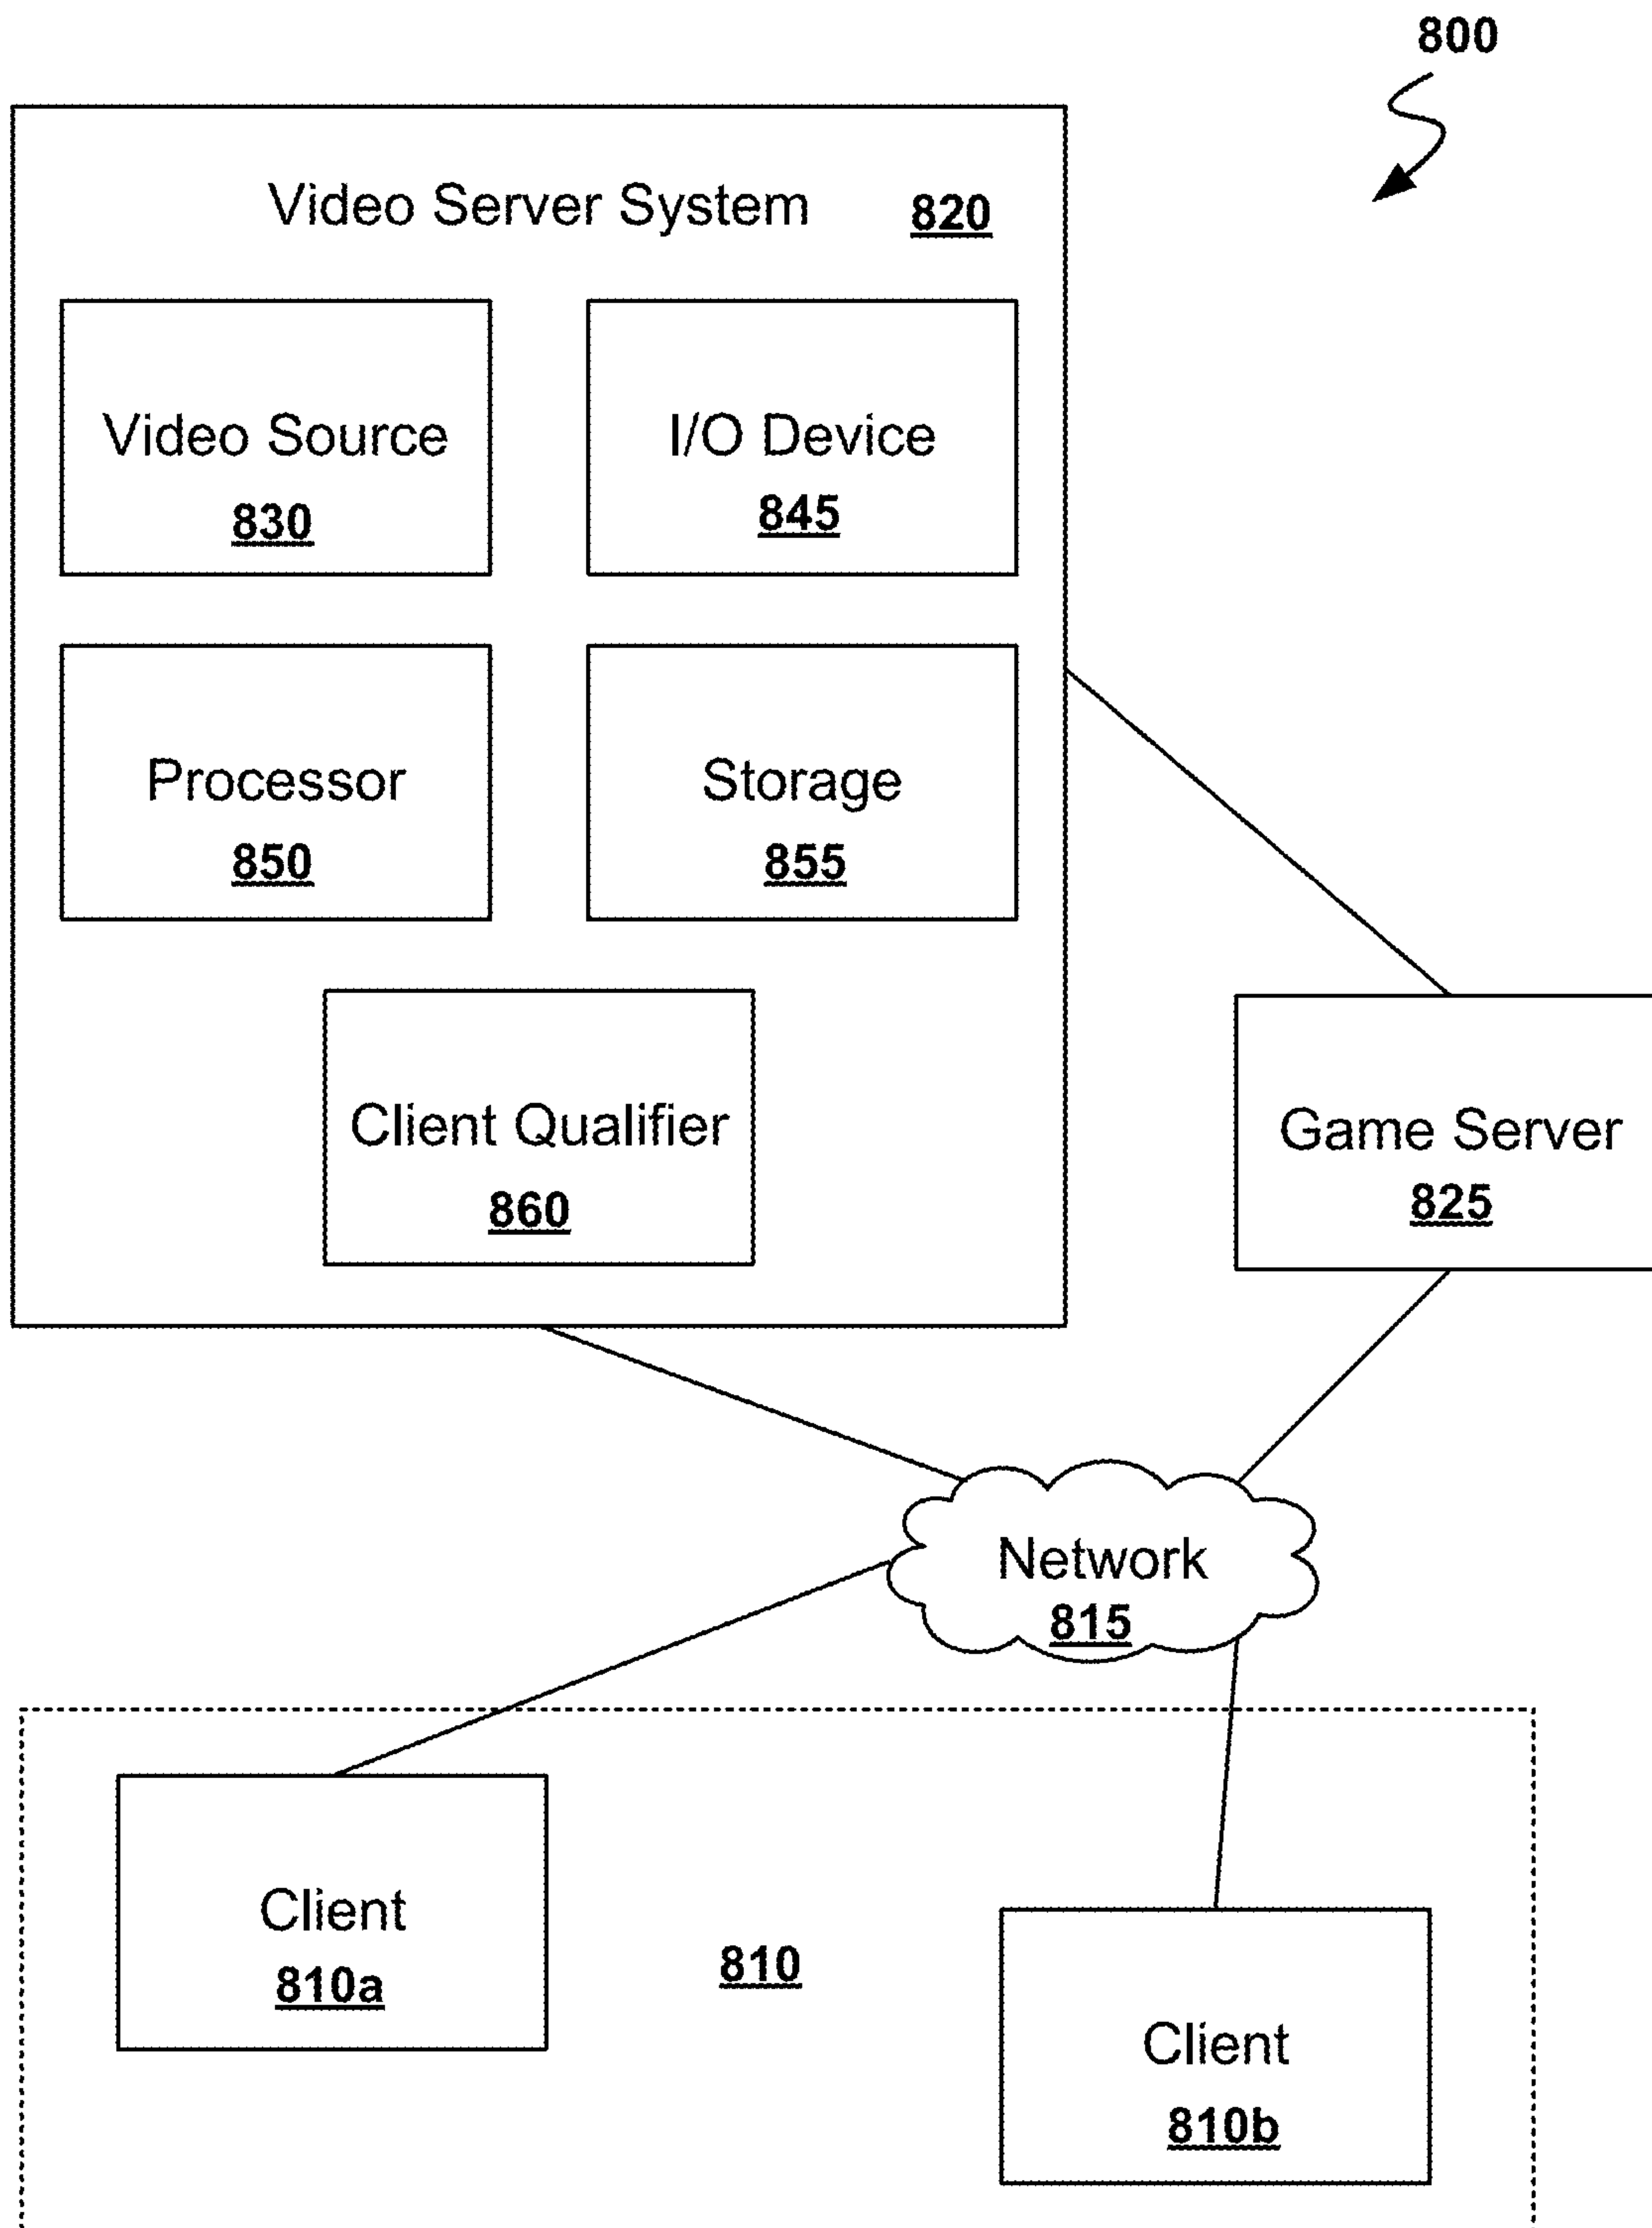 800
Video Server System 820
Video Source
830
I/O Device
845
Processor
850
Storage
855
Client Qualifier
860
Game Server
825
Network
815
Client
810a
810
Client
810b